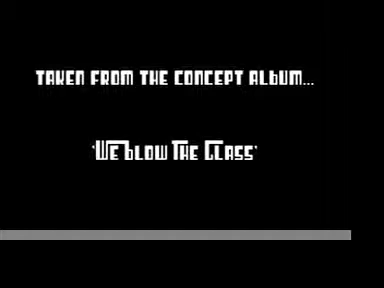 TAKEN FROM THE CONCEPT ALBUM...
'WE BLOW THE GLASS'